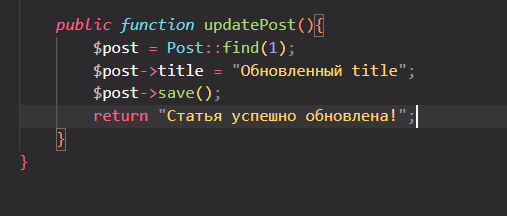 public function updatePost(){
$post = Post::find(1);
$post->title = "Обновленный title";
$post->save();
return "Статья успешно обновлена!";
}
}